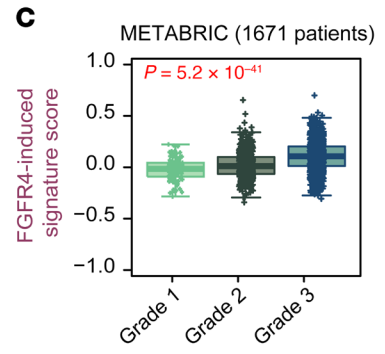 c
METABRIC (1671 patients)
P = 5.2 × 10⁻⁴¹
FGFR4-induced
signature score
1.0
0.5
0.0
−0.5
−1.0
Grade 1
Grade 2
Grade 3